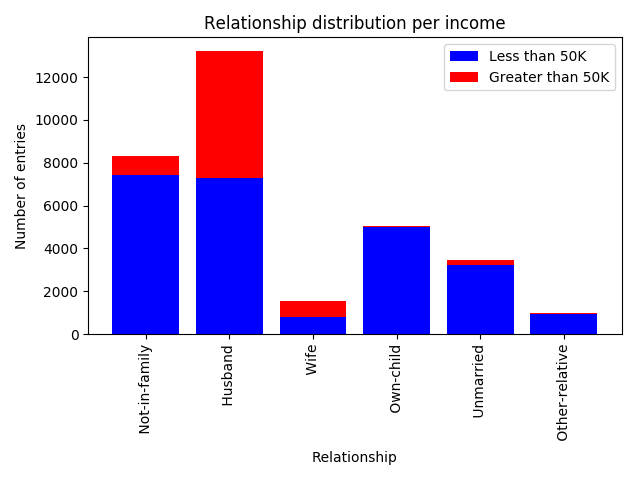 Relationship distribution per income
Less than 50K
Greater than 50K
12000
10000
8000
6000
4000
2000
0
Number of entries
Not-in-family
Husband
Wife
Own-child
Unmarried
Other-relative
Relationship